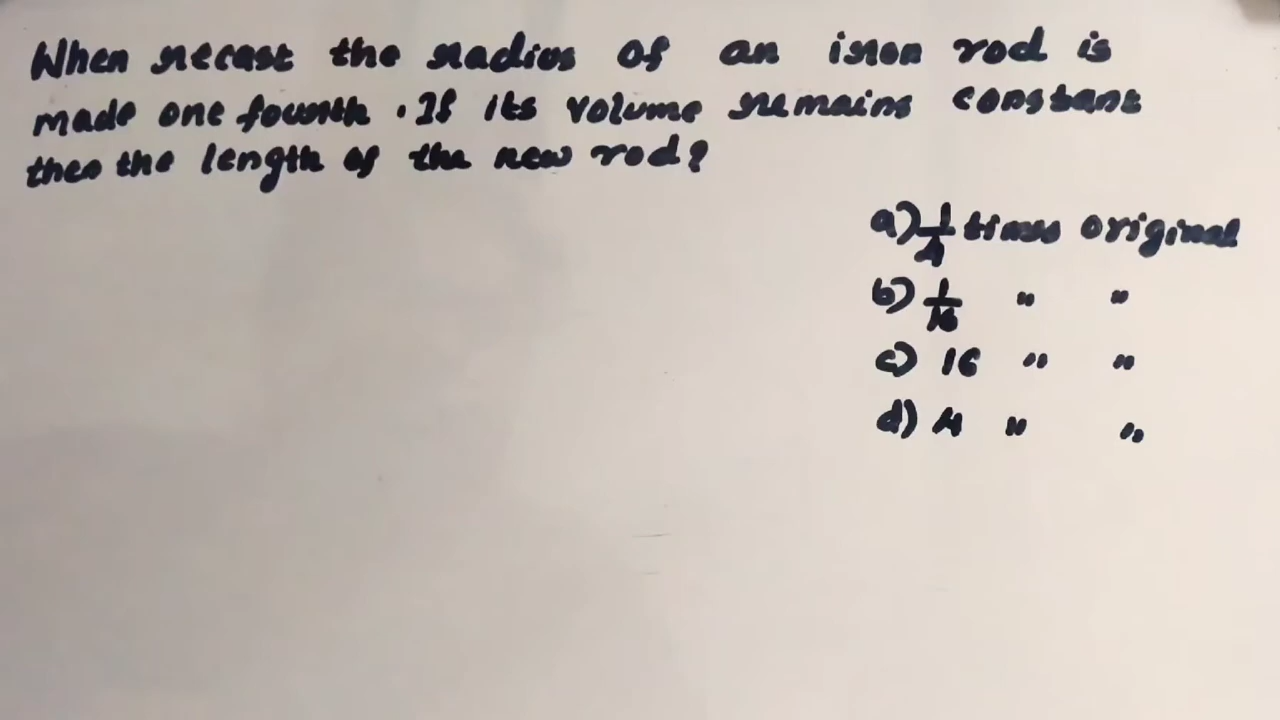 When recast the radius of an iron rod is
made one fourth. If its volume remains constant
then the length of the new rod?
a) 1/4 times original
b) 1/16 " "
c) 16 " "
d) 4 " "